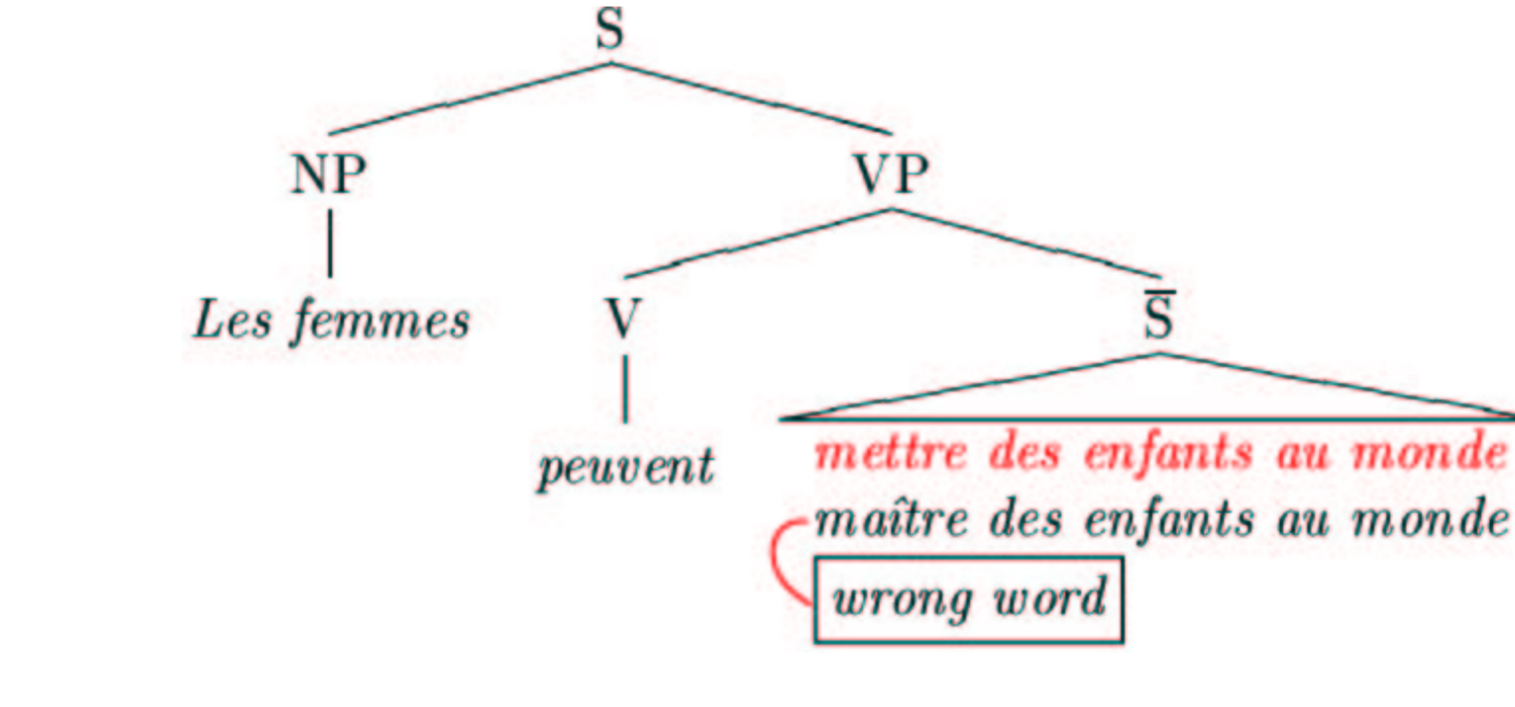 S
NP VP
Les femmes V S̅
peuvent mettre des enfants au monde
maître des enfants au monde
wrong word